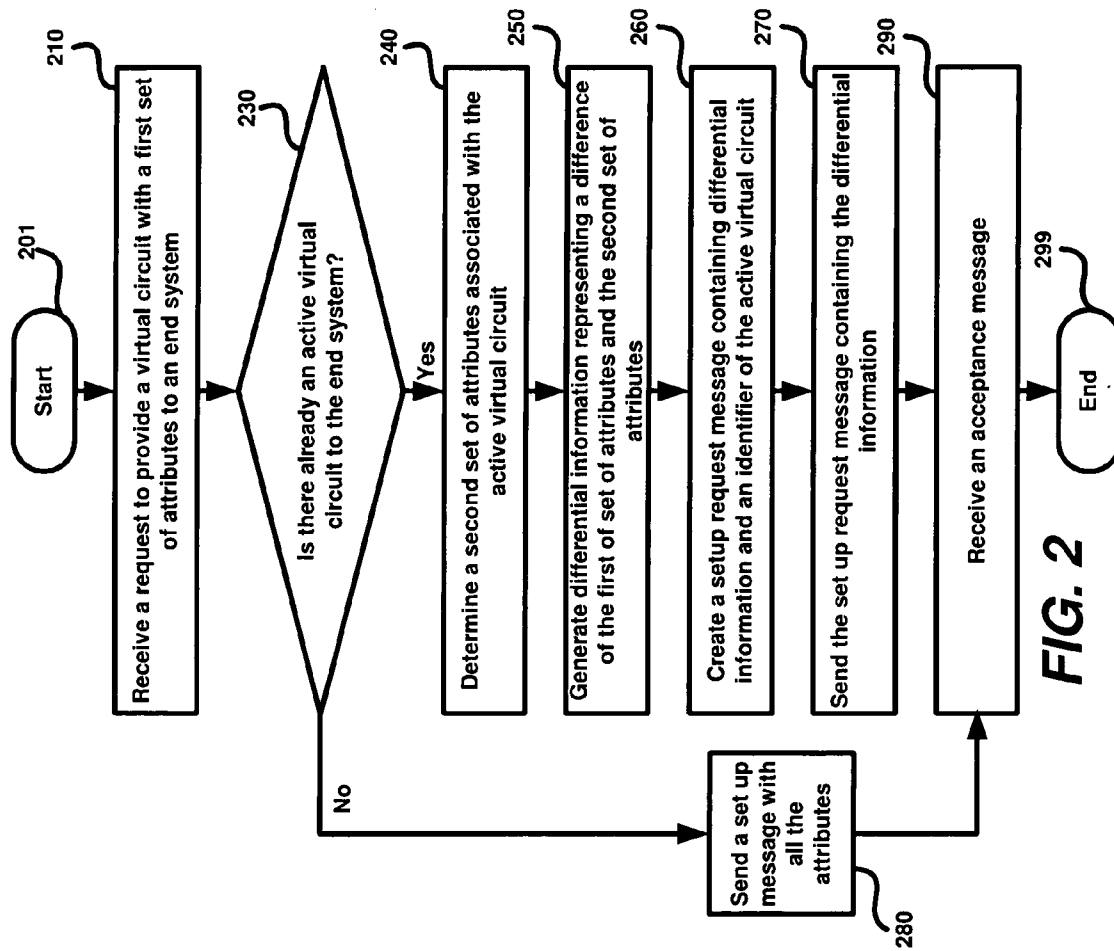 201
Start
210
Receive a request to provide a virtual circuit with a first set
of attributes to an end system
230
Is there already an active virtual
circuit to the end system?
Yes
No
240
Determine a second set of attributes associated with the
active virtual circuit
250
Generate differential information representing a difference
of the first of set of attributes and the second set of
attributes
260
Create a setup request message containing differential
information and an identifier of the active virtual circuit
270
Send the set up request message containing the differential
information
Send a set up
message with
all the
attributes
280
290
Receive an acceptance message
299
End
FIG. 2